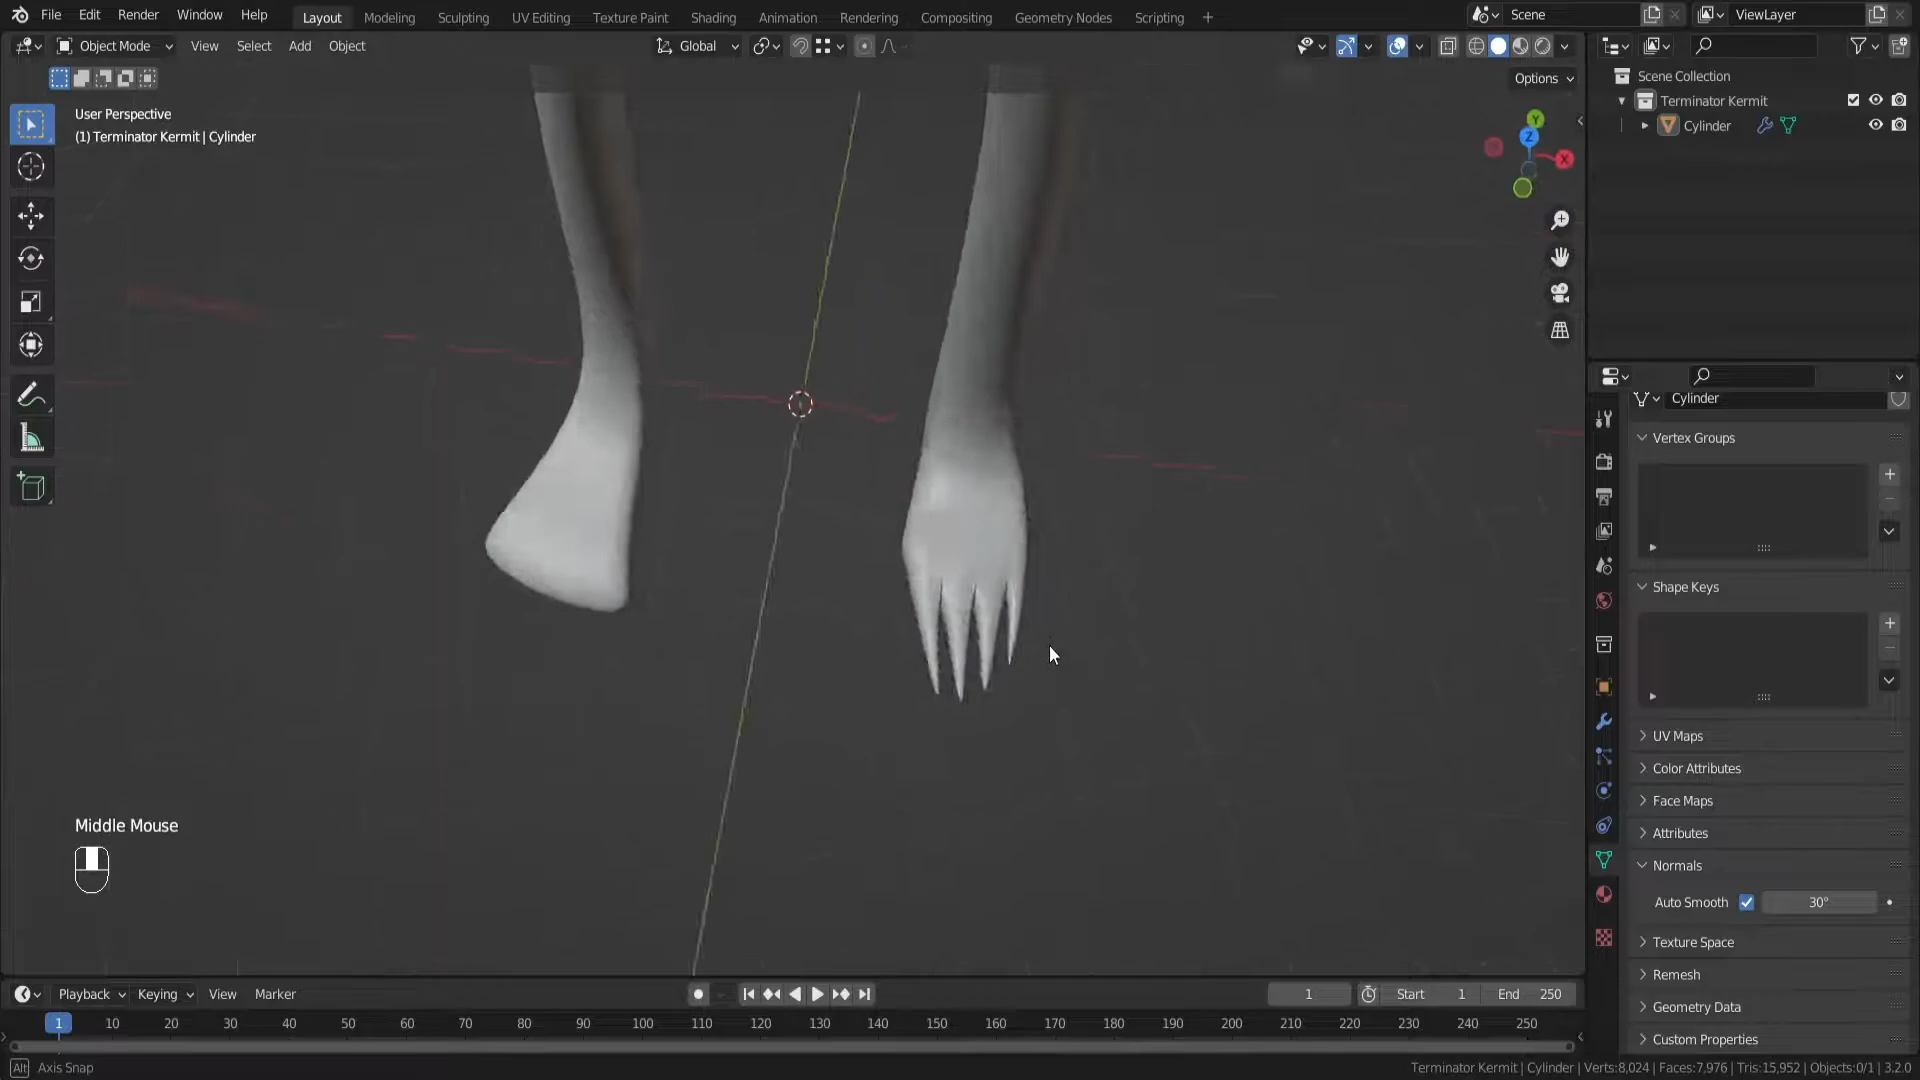 File Edit Render Window Help Layout Modeling Sculpting UV Editing Texture Paint Shading Animation Rendering Compositing Geometry Nodes Scripting + Scene ViewLayer
Object Mode View Select Add Object Global
Options
Scene Collection
Terminator Kermit
Cylinder
User Perspective
(1) Terminator Kermit | Cylinder
Y
Z
X
Cylinder
Vertex Groups
Shape Keys
UV Maps
Color Attributes
Face Maps
Attributes
Normals
Auto Smooth 30°
Texture Space
Remesh
Geometry Data
Custom Properties
Middle Mouse
Playback Keying View Marker 1 Start 1 End 250
1 10 20 30 40 50 60 70 80 90 100 110 120 130 140 150 160 170 180 190 200 210 220 230 240 250
Alt Axis Snap
Terminator Kermit | Cylinder | Verts:8,024 | Faces:7,976 | Tris:15,952 | Objects:0/1 | 3.2.0